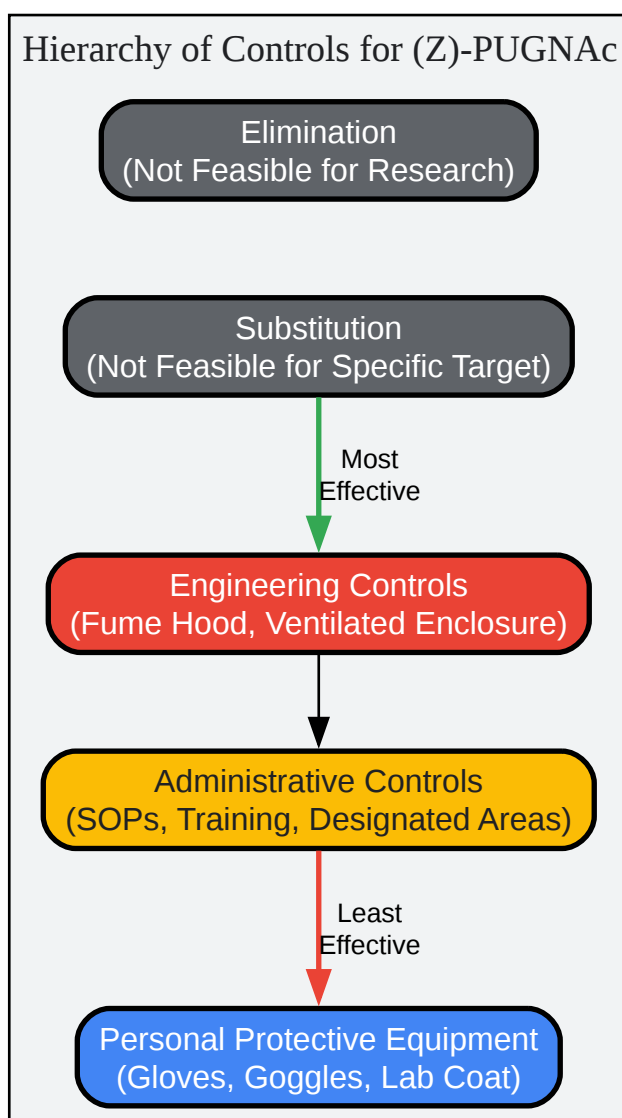 Hierarchy of Controls for (Z)-PUGNAc
Elimination
(Not Feasible for Research)
Substitution
(Not Feasible for Specific Target)
Most
Effective
Engineering Controls
(Fume Hood, Ventilated Enclosure)
Administrative Controls
(SOPs, Training, Designated Areas)
Least
Effective
Personal Protective Equipment
(Gloves, Goggles, Lab Coat)